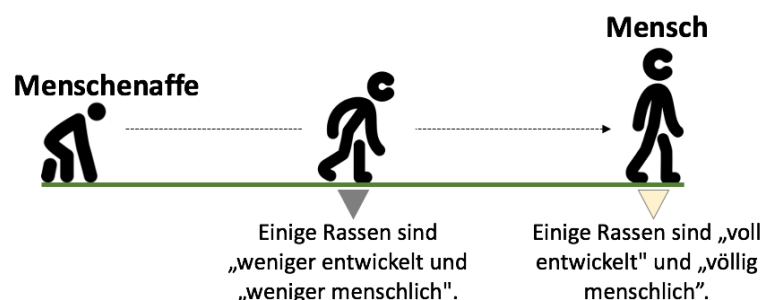 Mensch
Menschenaffe
Einige Rassen sind
„weniger entwickelt und
„weniger menschlich".
Einige Rassen sind „voll
entwickelt" und „völlig
menschlich”.